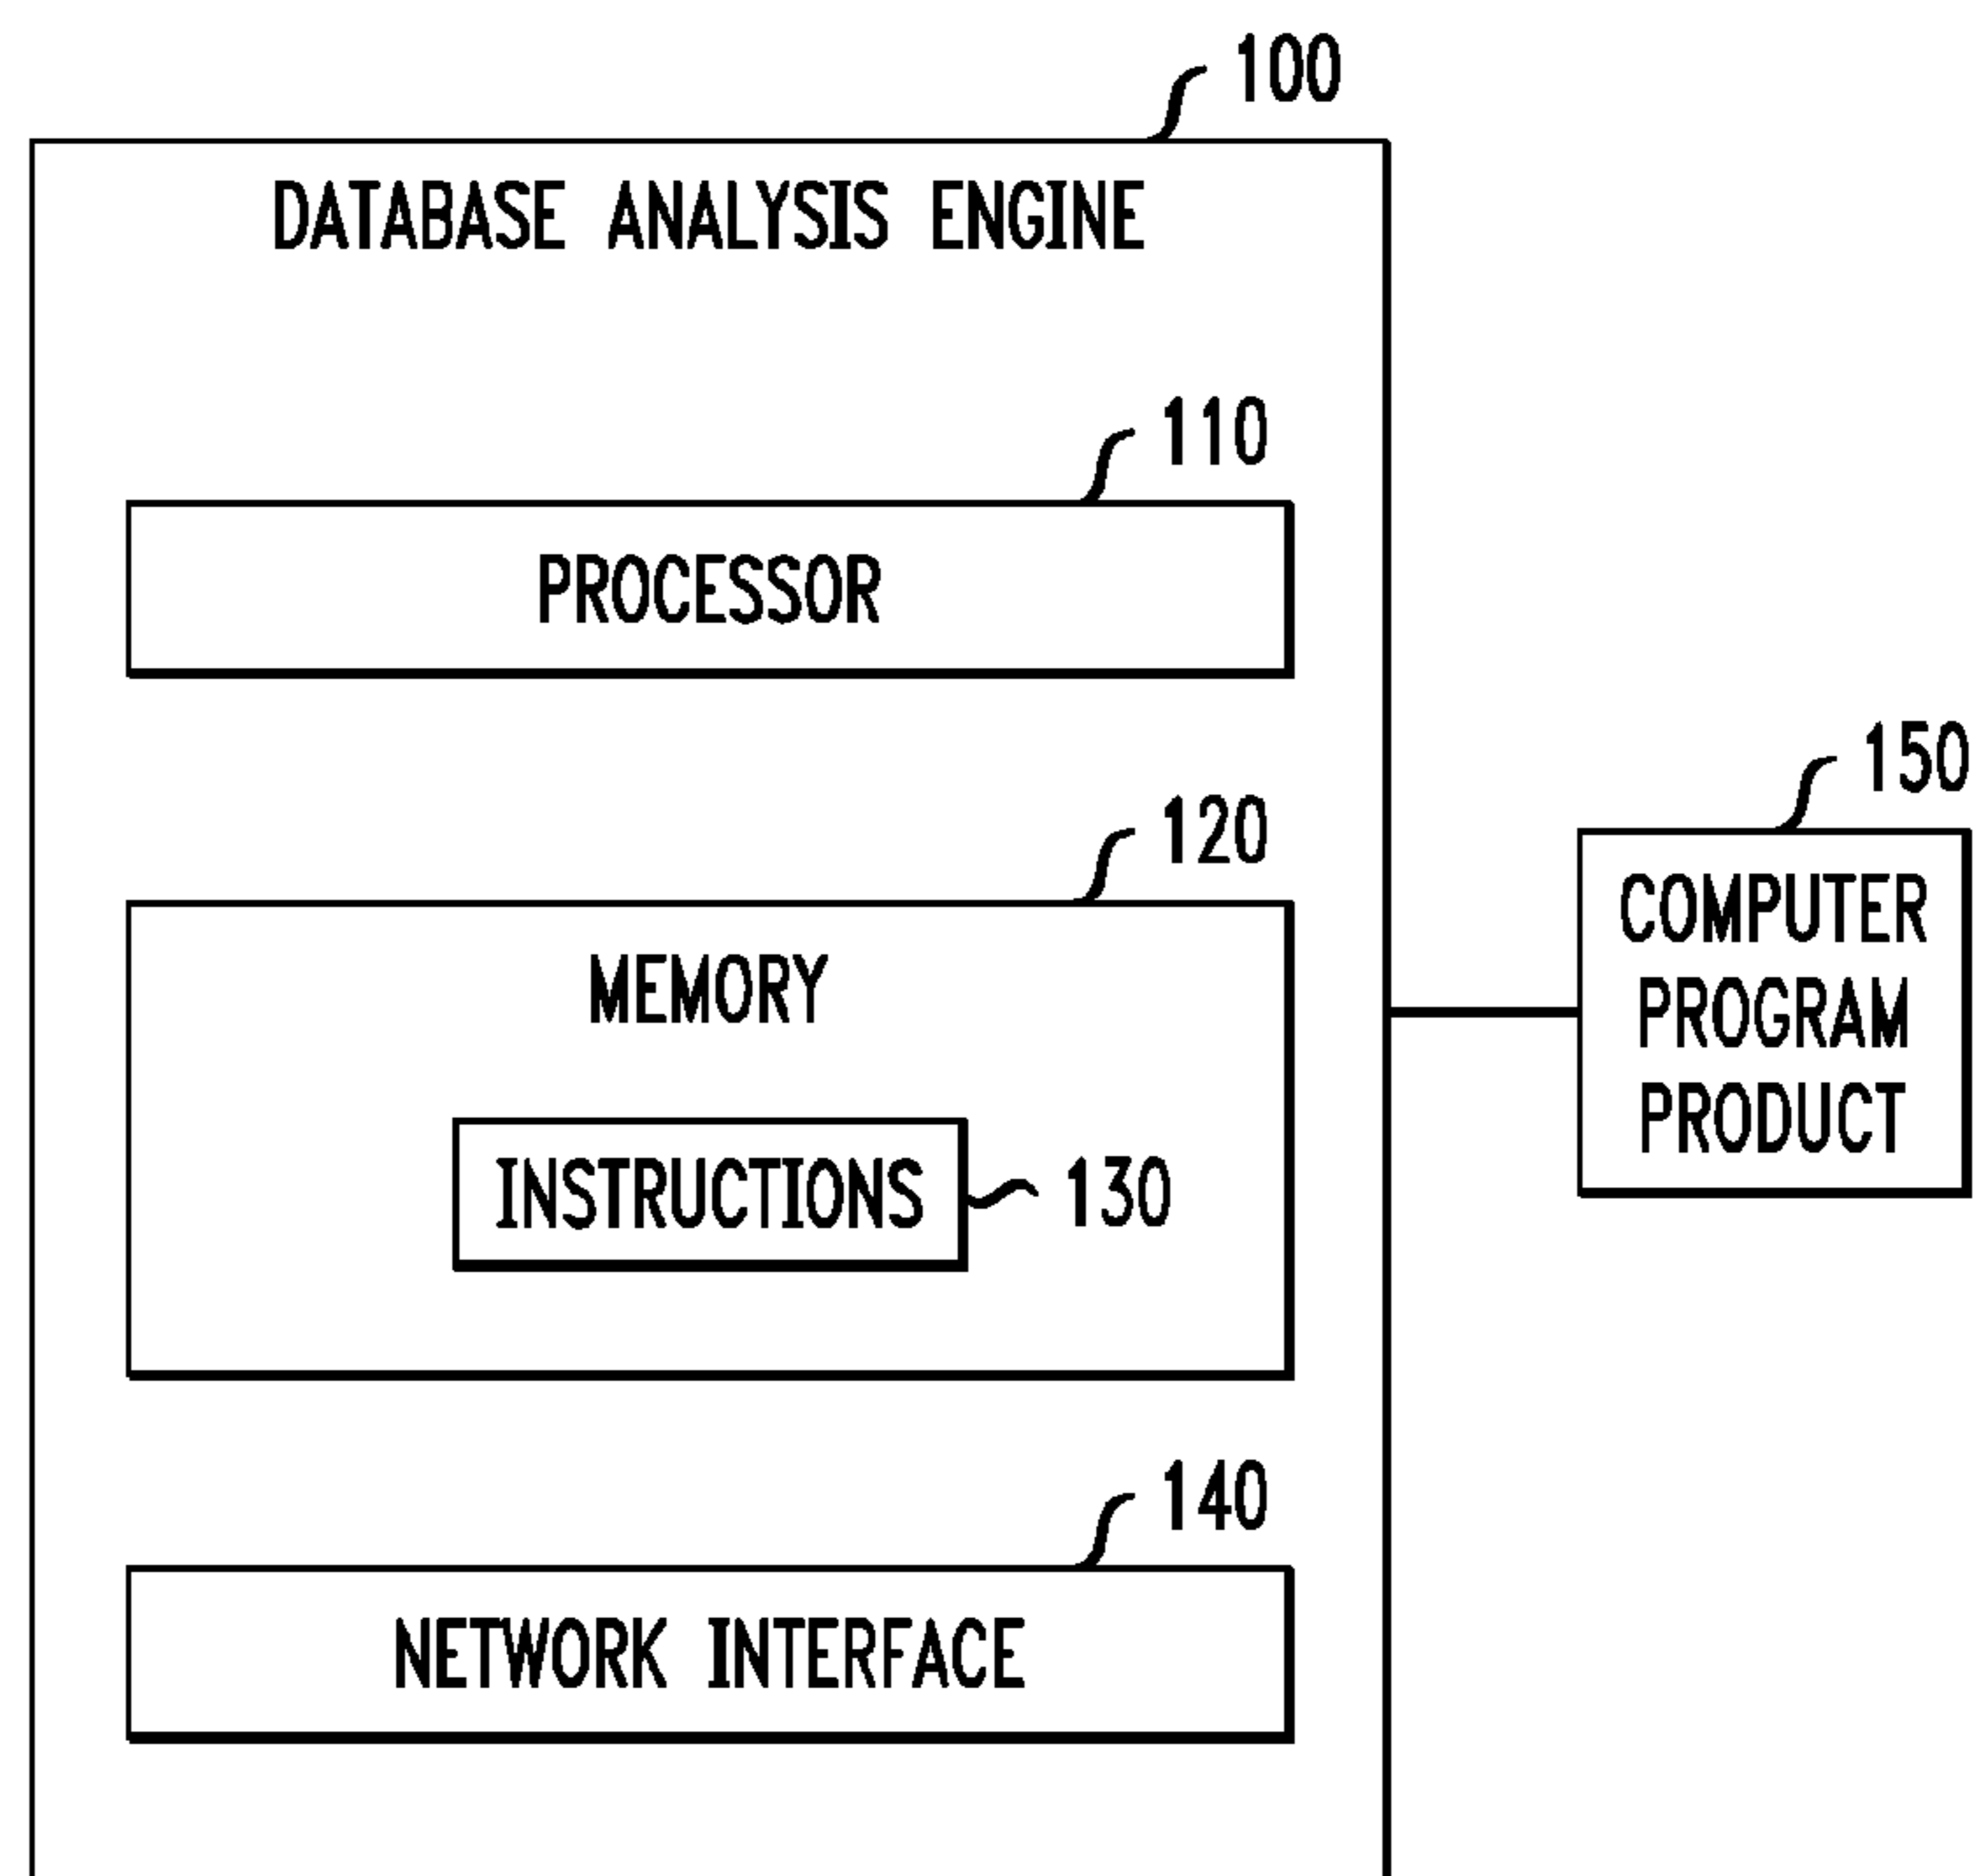 100
DATABASE ANALYSIS ENGINE
110
PROCESSOR
120
MEMORY
INSTRUCTIONS
130
140
NETWORK INTERFACE
150
COMPUTER
PROGRAM
PRODUCT